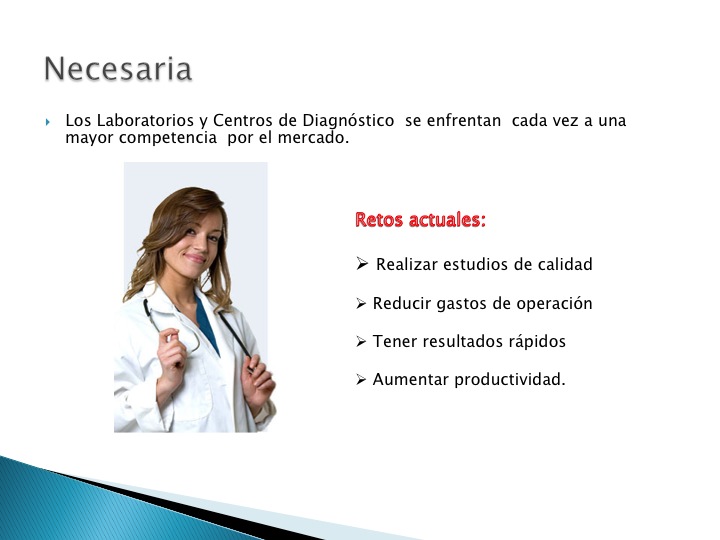 Necesaria
Los Laboratorios y Centros de Diagnóstico  se enfrentan  cada vez a una
mayor competencia  por el mercado.
Retos actuales:
Realizar estudios de calidad
Reducir gastos de operación
Tener resultados rápidos
Aumentar productividad.